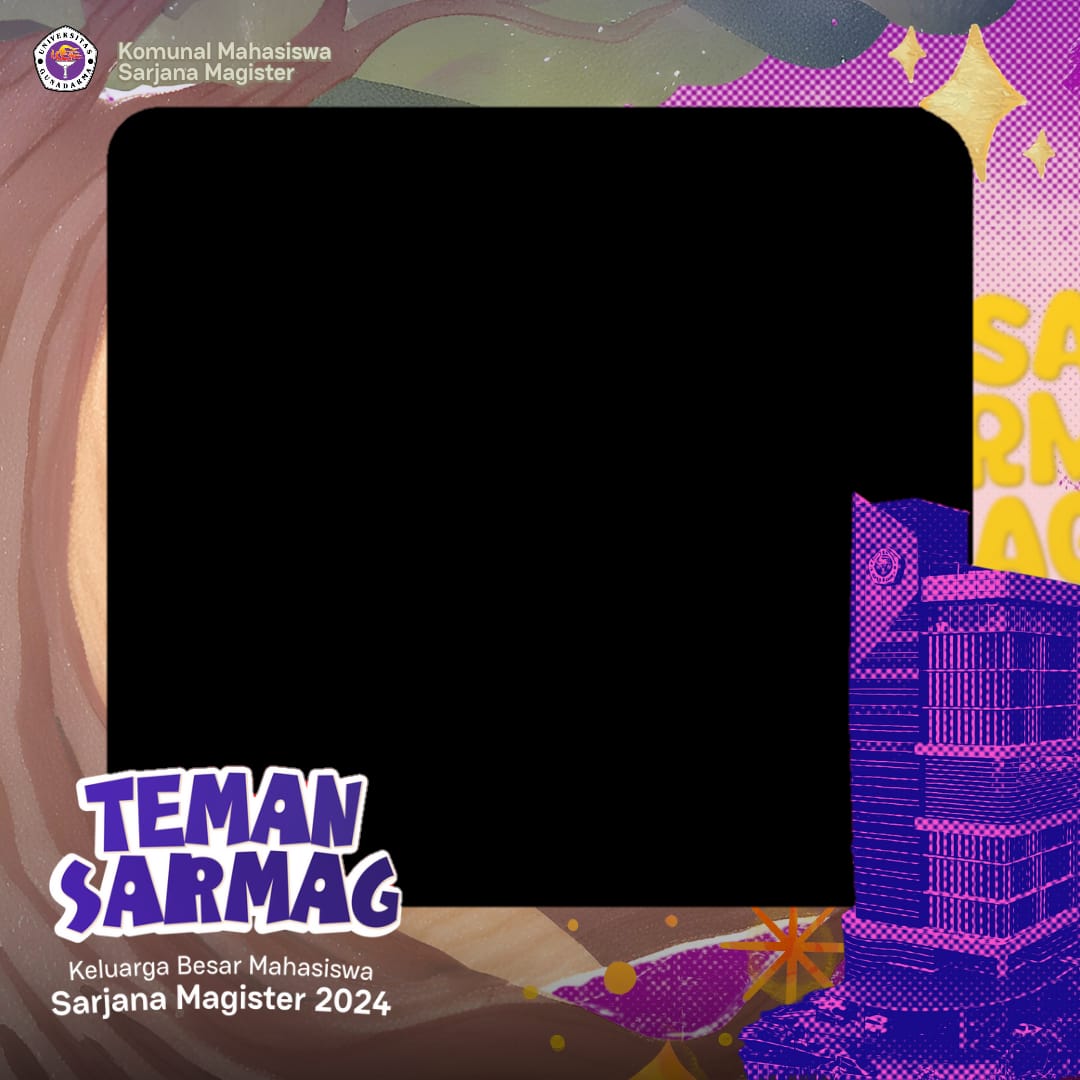 UNIVERSITAS
GUNADARMA
Komunal Mahasiswa
Sarjana Magister
SA
RM
AG
TEMAN
SARMAG
Keluarga Besar Mahasiswa
Sarjana Magister 2024